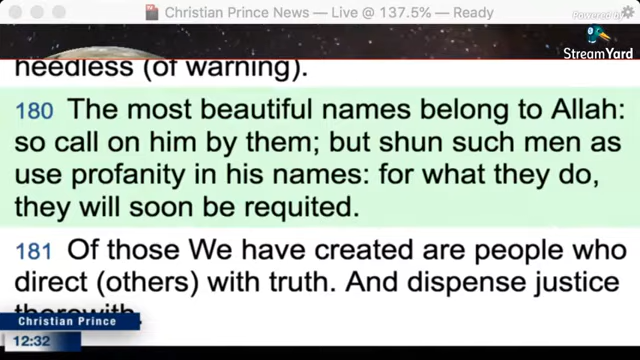 Christian Prince News — Live @ 137.5% — Ready
Powered by
StreamYard
needless (of warning).
180 The most beautiful names belong to Allah:
so call on him by them; but shun such men as
use profanity in his names: for what they do,
they will soon be requited.
181 Of those We have created are people who
direct (others) with truth. And dispense justice
therewith.
Christian Prince
12:32